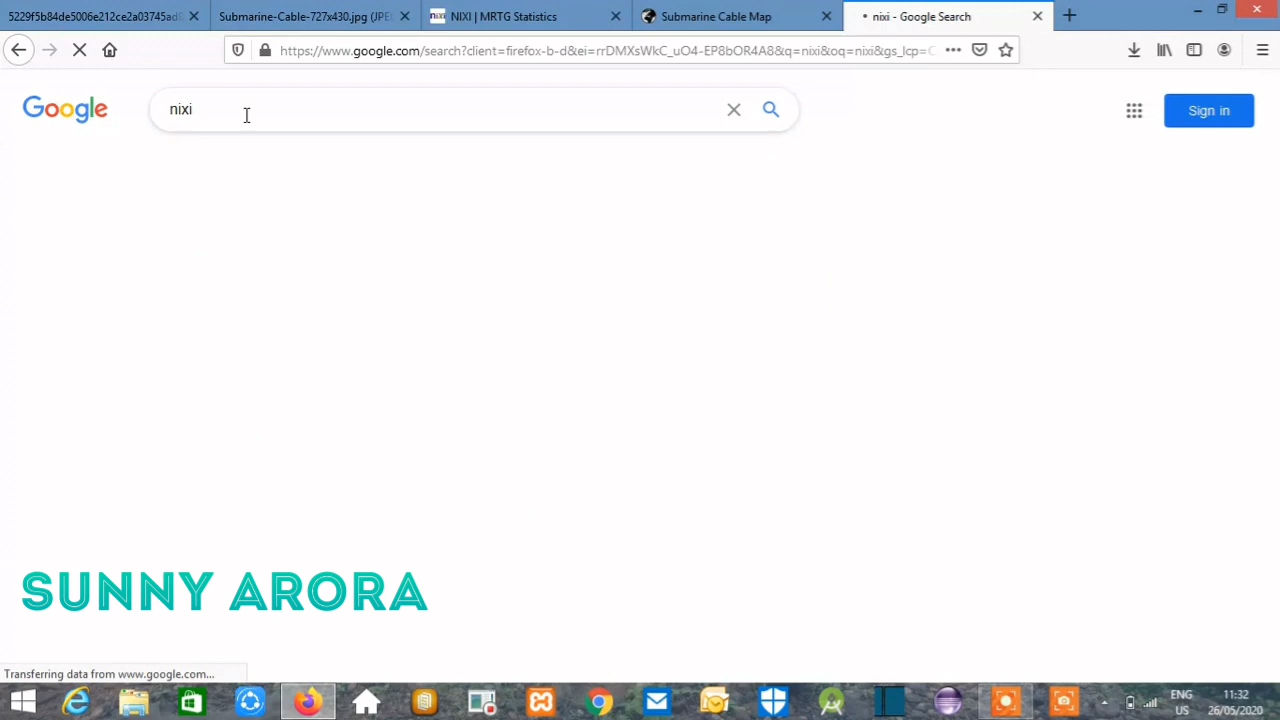 5229f5b84de5006e212ce2a03745ad9
Submarine-Cable-727x430.jpg (JPE
nixi NIXI | MRTG Statistics
Submarine Cable Map
nixi - Google Search
https://www.google.com/search?client=firefox-b-d&ei=rrDMXsWkC_uO4-EP8bOR4A8&q=nixi&oq=nixi&gs_lcp=C
Google
nixi
Sign in
SUNNY ARORA
Transferring data from www.google.com...
ENG
US
11:32
26/05/2020